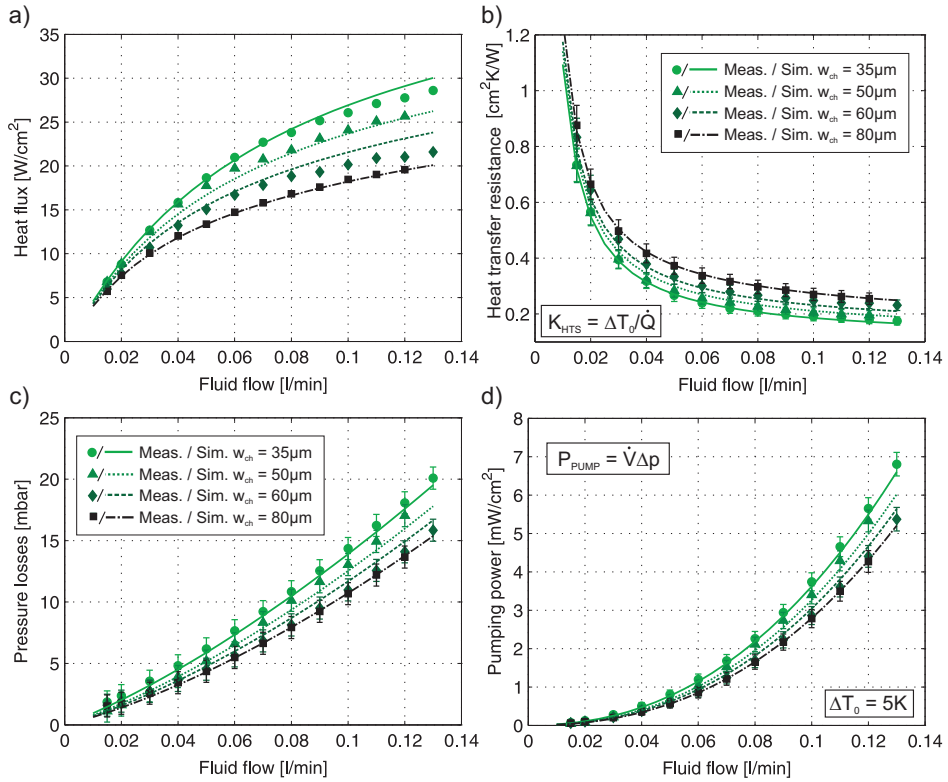 a)
Heat flux [W/cm²]
35
30
25
20
15
10
5
0
0 0.02 0.04 0.06 0.08 0.1 0.12 0.14
Fluid flow [l/min]
b)
Heat transfer resistance [cm²K/W]
1.2
1
0.8
0.6
0.4
0.2
●/— Meas. / Sim. w_ch = 35µm
▲/⋯ Meas. / Sim. w_ch = 50µm
◆/-- Meas. / Sim. w_ch = 60µm
■/-·- Meas. / Sim. w_ch = 80µm
K_HTS = ΔT₀/Q̇
0 0.02 0.04 0.06 0.08 0.1 0.12 0.14
Fluid flow [l/min]
c)
Pressure losses [mbar]
25
20
15
10
5
0
●/— Meas. / Sim. w_ch = 35µm
▲/⋯ Meas. / Sim. w_ch = 50µm
◆/-- Meas. / Sim. w_ch = 60µm
■/-·- Meas. / Sim. w_ch = 80µm
0 0.02 0.04 0.06 0.08 0.1 0.12 0.14
Fluid flow [l/min]
d)
Pumping power [mW/cm²]
8
7
6
5
4
3
2
1
0
P_PUMP = V̇Δp
ΔT₀ = 5K
0 0.02 0.04 0.06 0.08 0.1 0.12 0.14
Fluid flow [l/min]